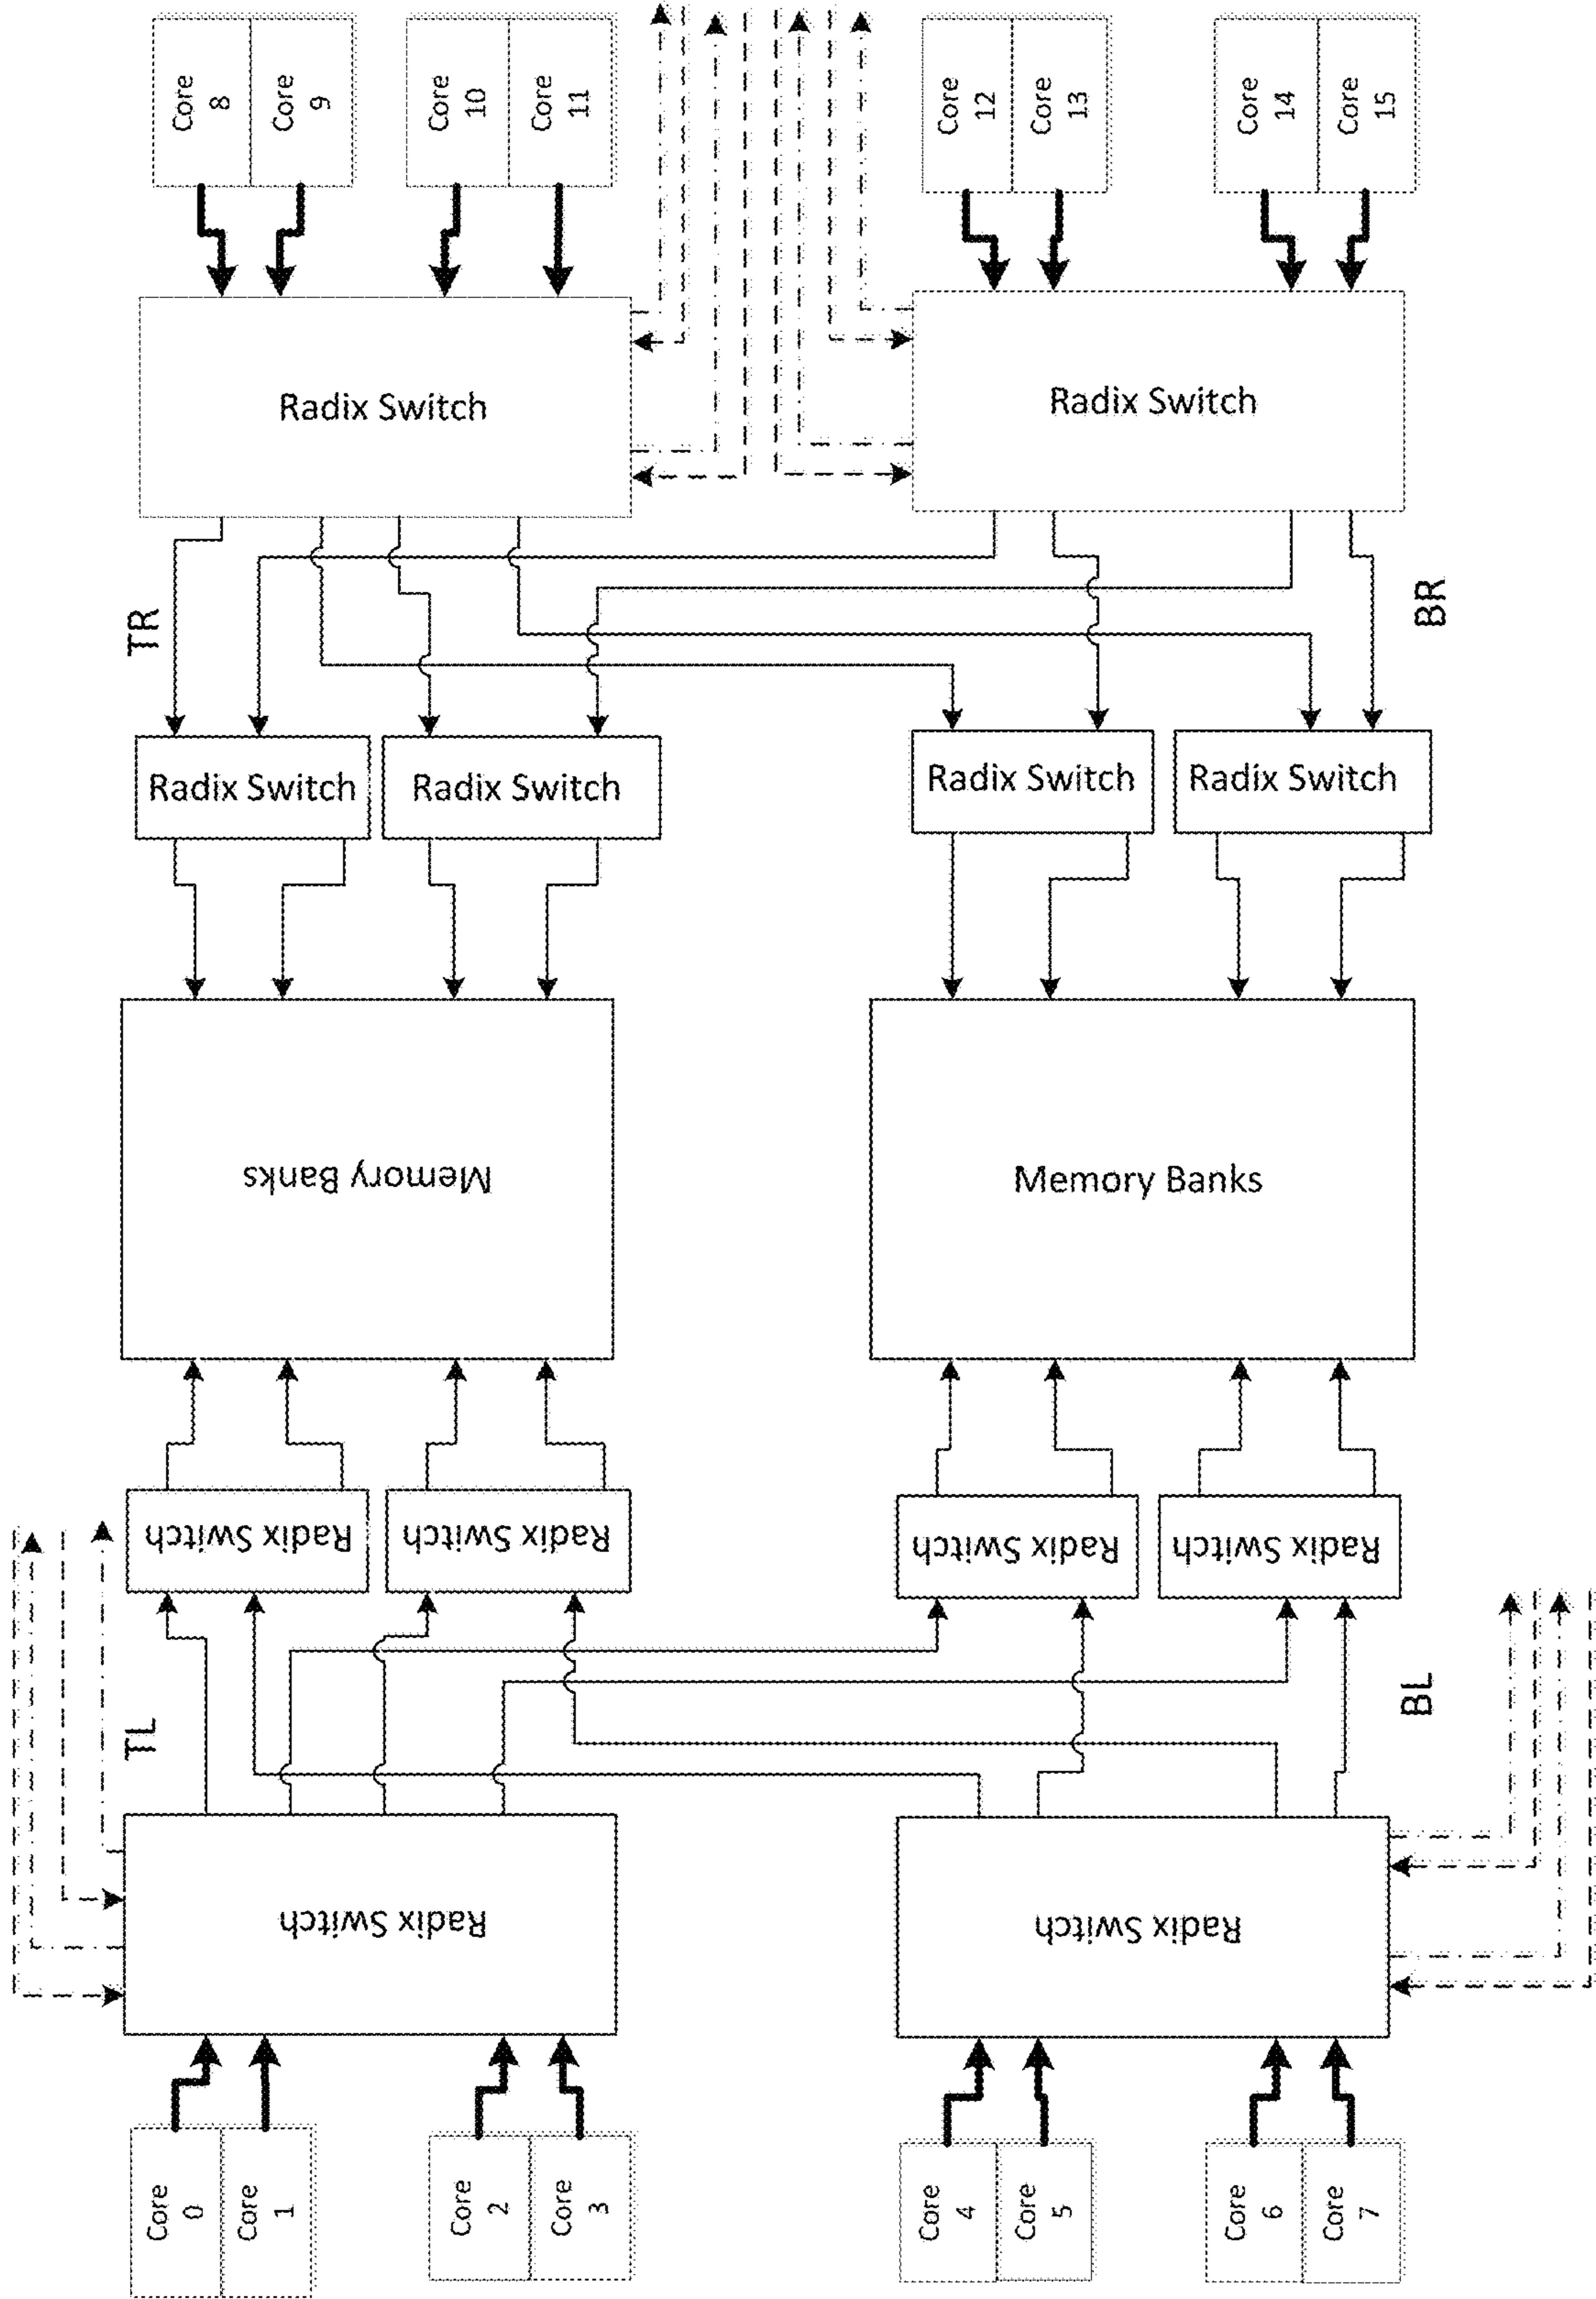 Core
8
Core
9
Core
10
Core
11
Core
12
Core
13
Core
14
Core
15
Radix Switch
Radix Switch
TR
BR
Radix Switch
Radix Switch
Radix Switch
Radix Switch
Memory Banks
Memory Banks
Radix Switch
Radix Switch
Radix Switch
Radix Switch
TL
BL
Radix Switch
Radix Switch
Core
0
Core
1
Core
2
Core
3
Core
4
Core
5
Core
6
Core
7